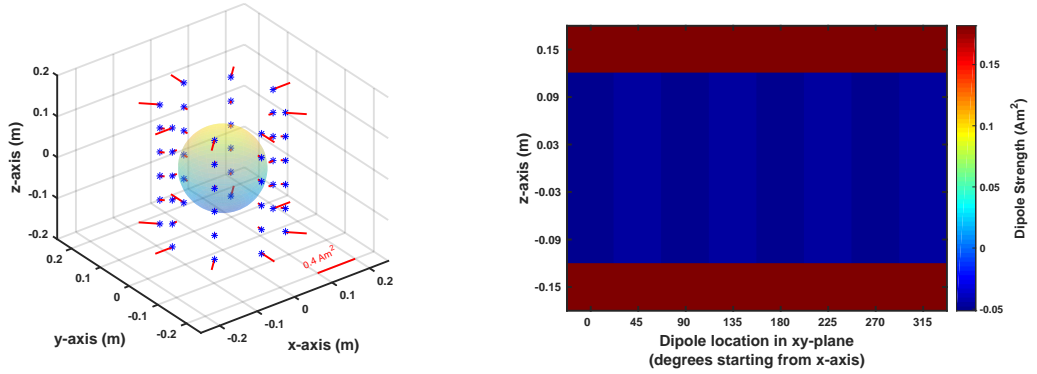 0.2
0.1
0
-0.1
-0.2
z-axis (m)
0.2
0.1
0
-0.1
-0.2
y-axis (m)
-0.2
-0.1
0
0.1
0.2
x-axis (m)
0.4 Am²
0.15
0.09
0.03
-0.03
-0.09
-0.15
z-axis (m)
0 45 90 135 180 225 270 315
Dipole location in xy-plane
(degrees starting from x-axis)
0.15
0.1
0.05
0
-0.05
Dipole Strength (Am²)